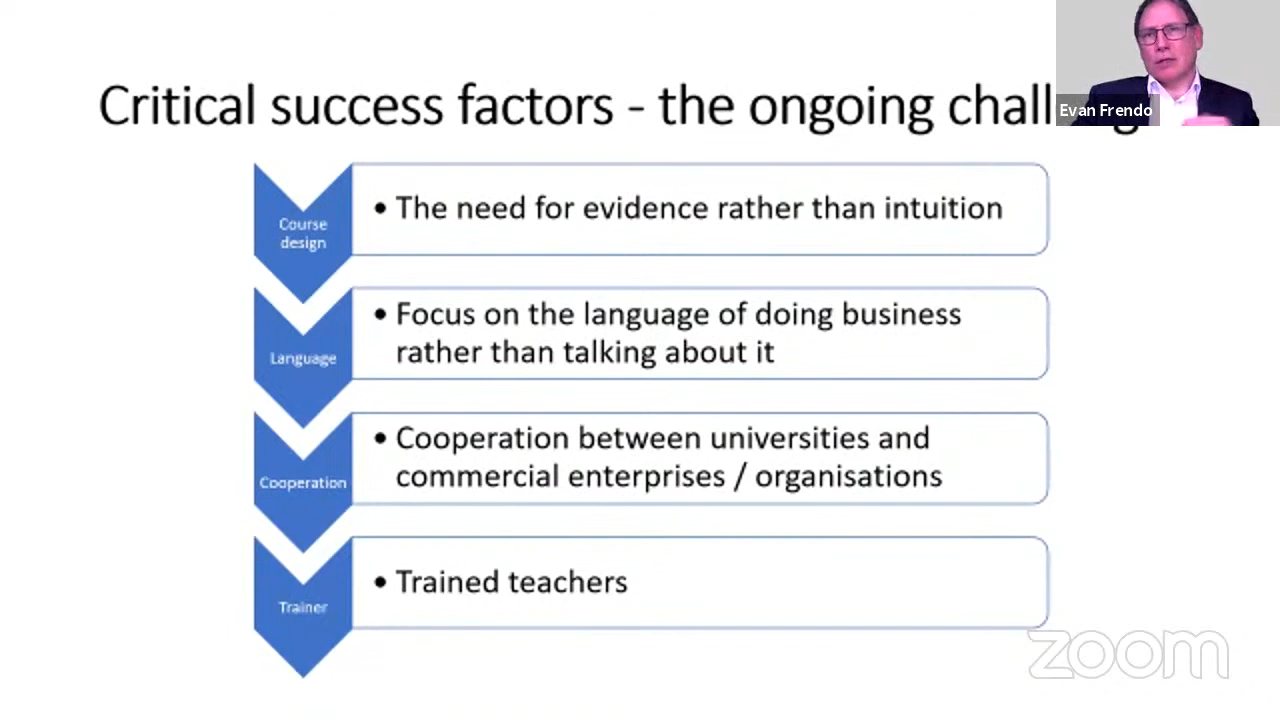 Critical success factors - the ongoing chall
Evan Frendo
Course
design
• The need for evidence rather than intuition
Language
• Focus on the language of doing business
rather than talking about it
Cooperation
• Cooperation between universities and
commercial enterprises / organisations
Trainer
• Trained teachers
zoom